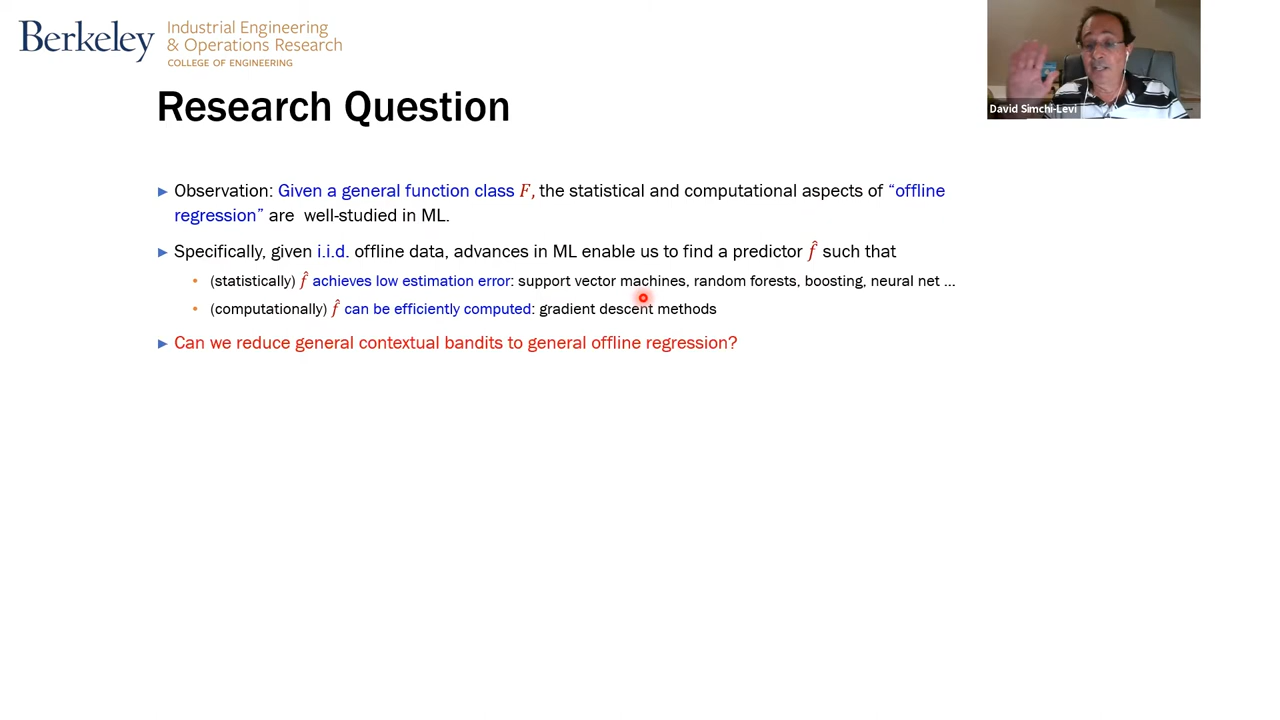 Berkeley
Industrial Engineering
& Operations Research
COLLEGE OF ENGINEERING
David Simchi-Levi
Research Question
► Observation: Given a general function class F, the statistical and computational aspects of “offline
regression” are well-studied in ML.
► Specifically, given i.i.d. offline data, advances in ML enable us to find a predictor f̂ such that
• (statistically) f̂ achieves low estimation error: support vector machines, random forests, boosting, neural net ...
• (computationally) f̂ can be efficiently computed: gradient descent methods
► Can we reduce general contextual bandits to general offline regression?